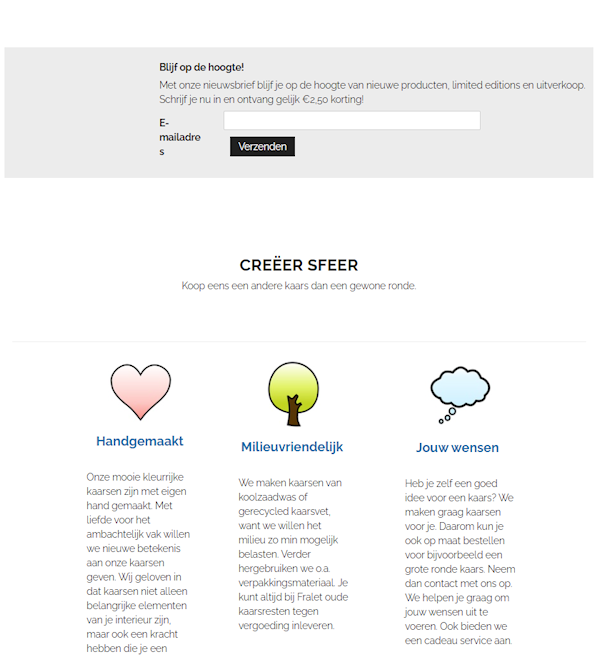 Blijf op de hoogte!
Met onze nieuwsbrief blijf je op de hoogte van nieuwe producten, limited editions en uitverkoop.
Schrijf je nu in en ontvang gelijk €2,50 korting!
E-
mailadre
s
Verzenden
CREËER SFEER
Koop eens een andere kaars dan een gewone ronde.
Handgemaakt
Onze mooie kleurrijke
kaarsen zijn met eigen
hand gemaakt. Met
liefde voor het
ambachtelijk vak willen
we nieuwe betekenis
aan onze kaarsen
geven. Wij geloven in
dat kaarsen niet alleen
belangrijke elementen
van je interieur zijn,
maar ook een kracht
hebben die je een
Milieuvriendelijk
We maken kaarsen van
koolzaadwas of
gerecycled kaarsvet,
want we willen het
milieu zo min mogelijk
belasten. Verder
hergebruiken we o.a.
verpakkingsmateriaal. Je
kunt altijd bij Fralet oude
kaarsresten tegen
vergoeding inleveren.
Jouw wensen
Heb je zelf een goed
idee voor een kaars? We
maken graag kaarsen
voor je. Daarom kun je
ook op maat bestellen
voor bijvoorbeeld een
grote ronde kaars. Neem
dan contact met ons op.
We helpen je graag om
jouw wensen uit te
voeren. Ook bieden we
een cadeau service aan.